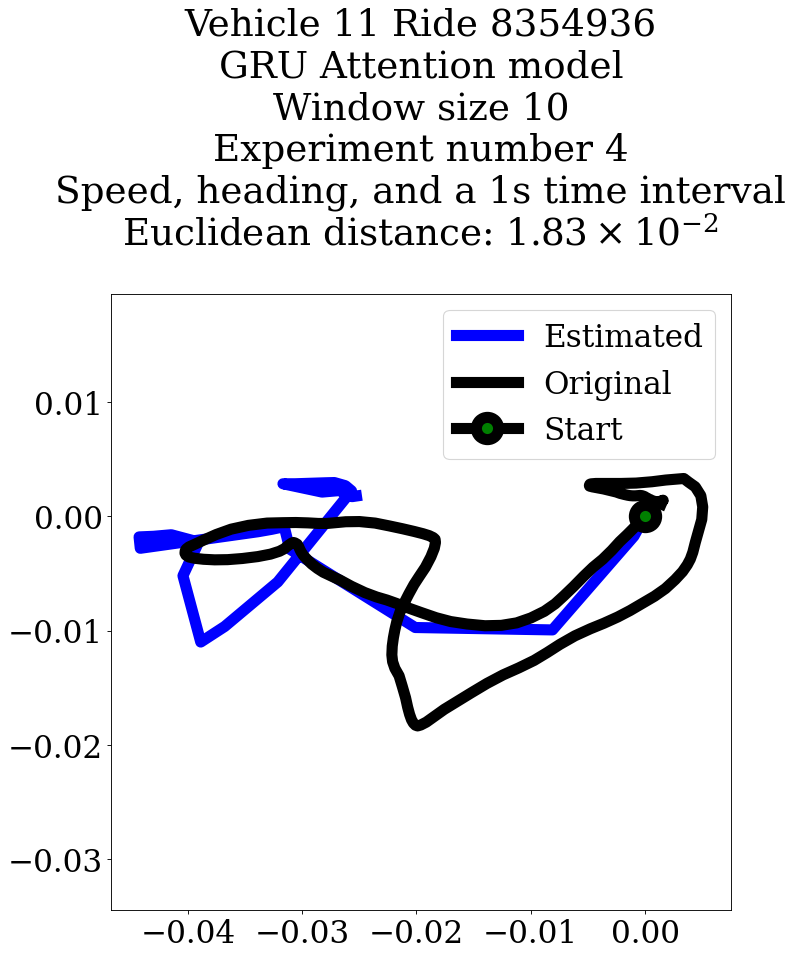 Vehicle 11 Ride 8354936
GRU Attention model
Window size 10
Experiment number 4
Speed, heading, and a 1s time interval
Euclidean distance: 1.83 × 10⁻²
Estimated
Original
Start
0.01
0.00
−0.01
−0.02
−0.03
−0.04 −0.03 −0.02 −0.01 0.00